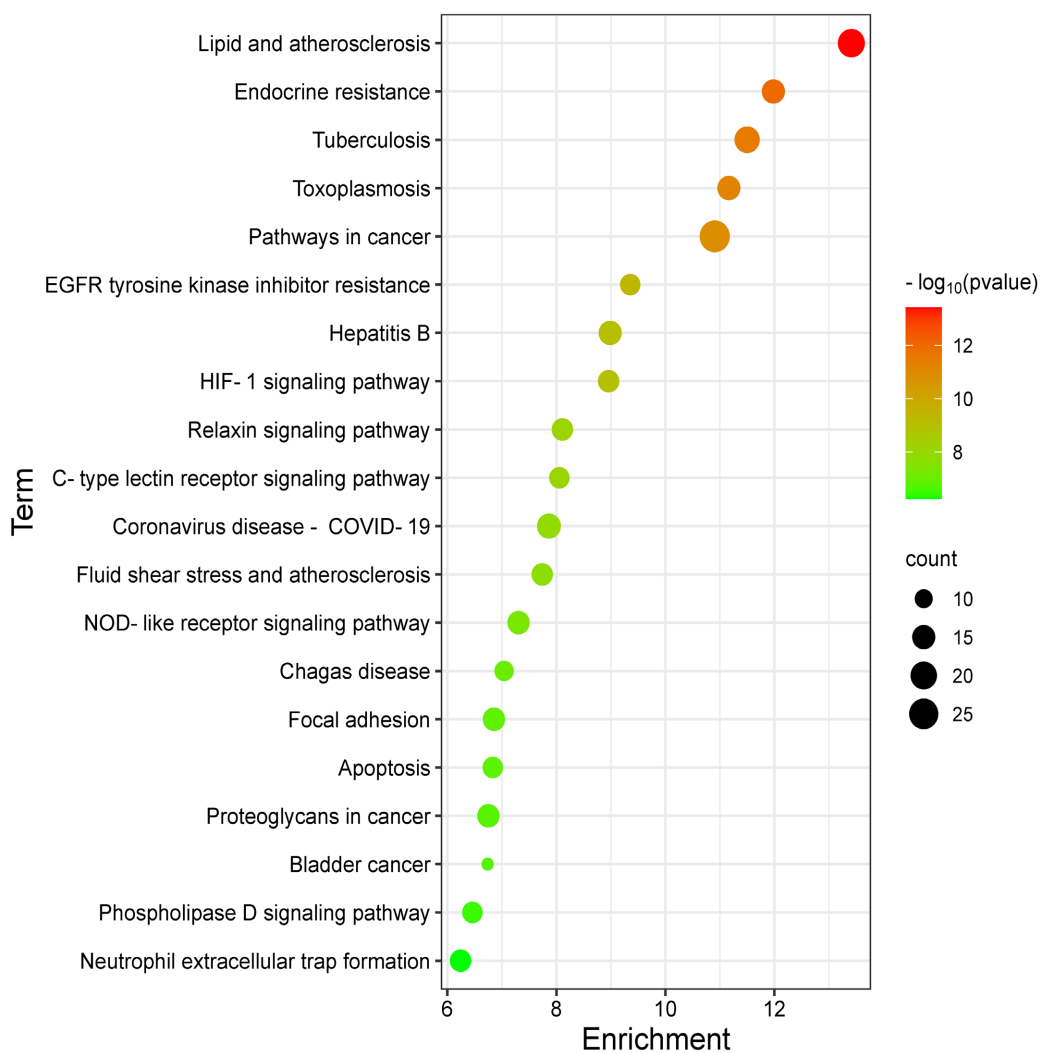 Lipid and atherosclerosis
Endocrine resistance
Tuberculosis
Toxoplasmosis
Pathways in cancer
EGFR tyrosine kinase inhibitor resistance
Hepatitis B
HIF- 1 signaling pathway
Relaxin signaling pathway
C- type lectin receptor signaling pathway
Coronavirus disease - COVID- 19
Fluid shear stress and atherosclerosis
NOD- like receptor signaling pathway
Chagas disease
Focal adhesion
Apoptosis
Proteoglycans in cancer
Bladder cancer
Phospholipase D signaling pathway
Neutrophil extracellular trap formation
Term
6 8 10 12
Enrichment
- log₁₀(pvalue)
12
10
8
count
10
15
20
25